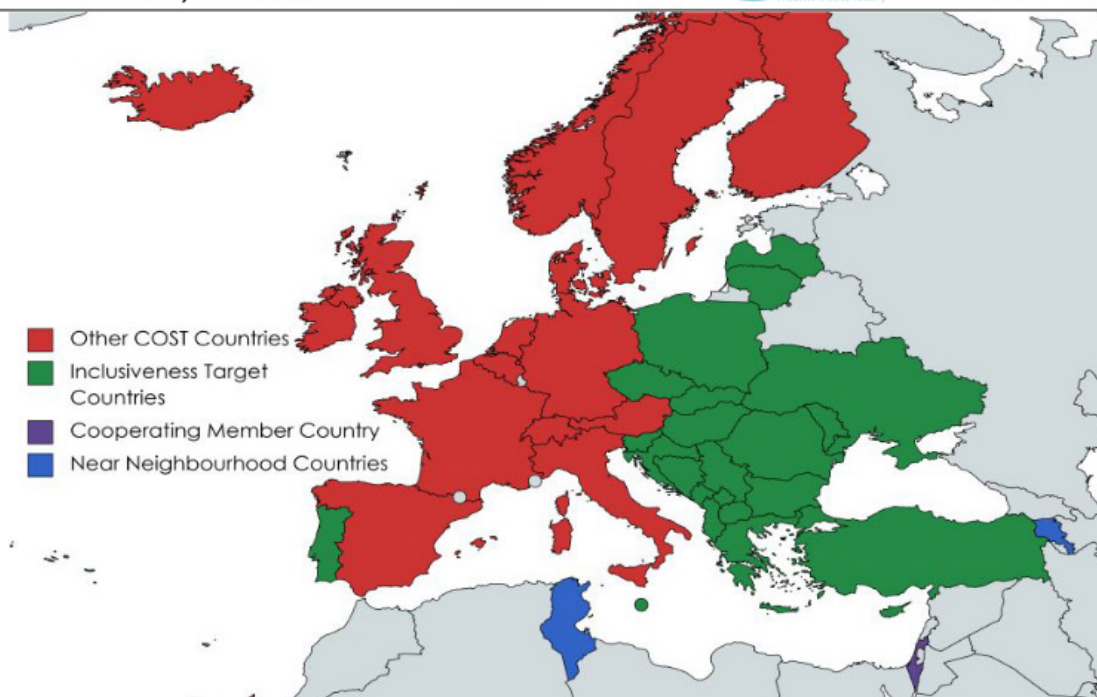 Other COST Countries
Inclusiveness Target
Countries
Cooperating Member Country
Near Neighbourhood Countries